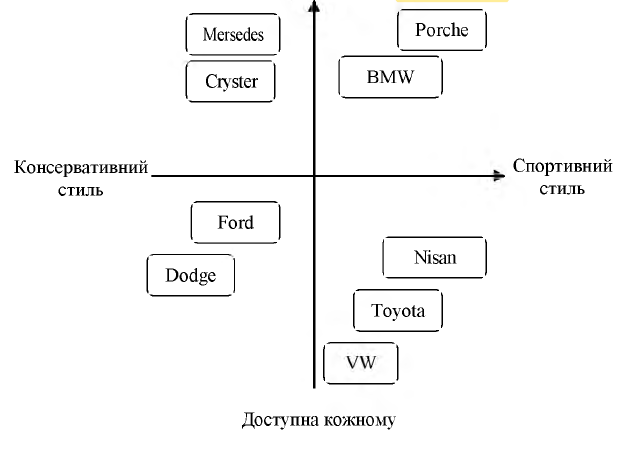 Mersedes
Porche
Cryster
BMW
Консервативний
стиль
Спортивний
стиль
Ford
Nisan
Dodge
Toyota
VW
Доступна кожному